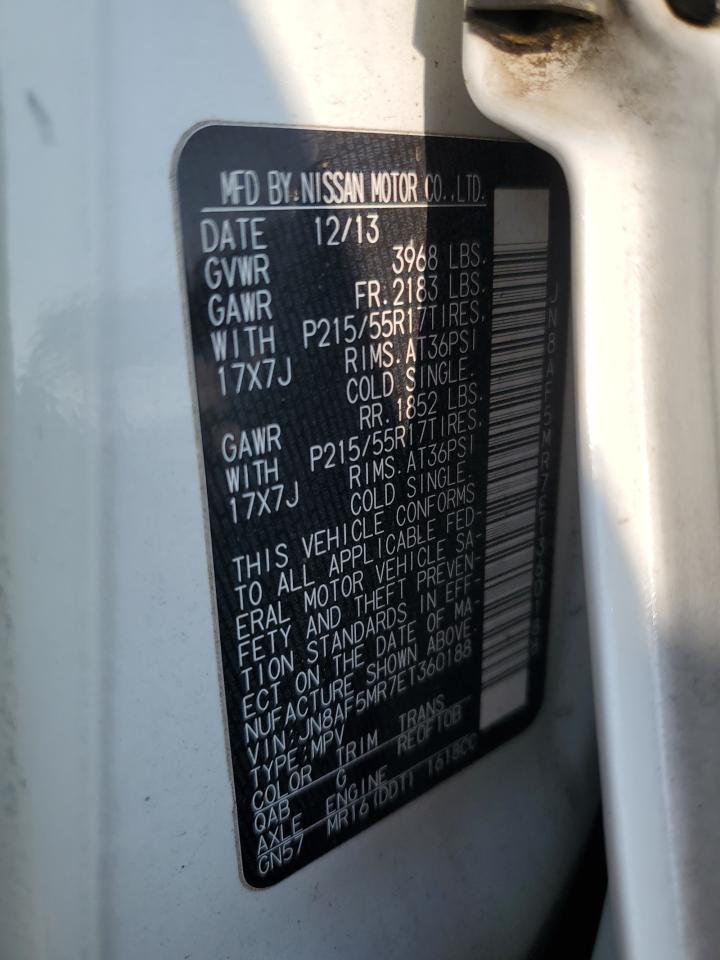 MFD BY NISSAN MOTOR CO.,LTD.
DATE 12/13
GVWR 3968 LBS.
GAWR FR. 2183 LBS.
WITH P215/55R17TIRES.
17X7J RIMS. AT36PSI
COLD SINGLE.
GAWR RR. 1852 LBS.
WITH P215/55R17TIRES.
17X7J RIMS. AT36PSI
COLD SINGLE.
THIS VEHICLE CONFORMS
TO ALL APPLICABLE FED-
ERAL MOTOR VEHICLE SA-
FETY AND THEFT PREVEN-
TION STANDARDS IN EFF-
ECT ON THE DATE OF MA-
NUFACTURE SHOWN ABOVE.
VIN:JN8AF5MR7ET360188
TYPE:MPV
COLOR TRIM TRANS
QAB G RE0F10B
AXLE ENGINE
GN57 MR16(DDT) 1618CC
JN8AF5MR7ET360188